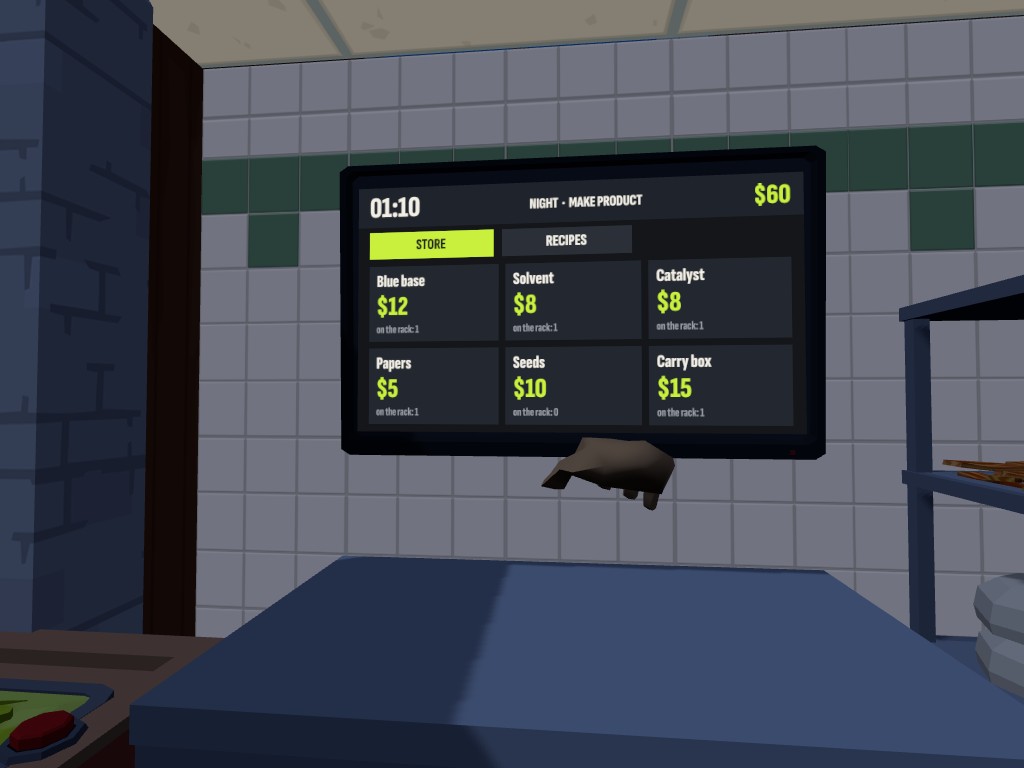 01:10 NIGHT · MAKE PRODUCT $60
STORE RECIPES
Blue base Solvent Catalyst
$12 $8 $8
on the rack: 1 on the rack: 1 on the rack: 1
Papers Seeds Carry box
$5 $10 $15
on the rack: 1 on the rack: 0 on the rack: 1